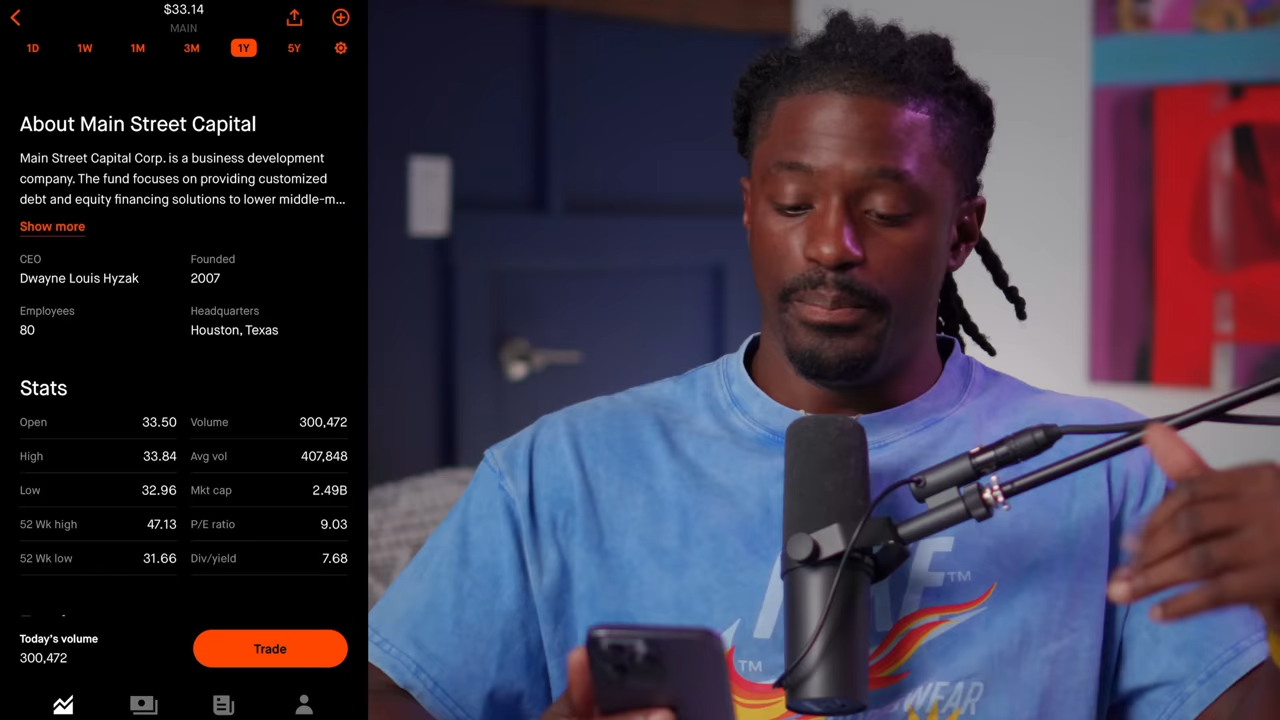 $33.14
MAIN
1D 1W 1M 3M 1Y 5Y
About Main Street Capital
Main Street Capital Corp. is a business development
company. The fund focuses on providing customized
debt and equity financing solutions to lower middle-m...
Show more
CEO Founded
Dwayne Louis Hyzak 2007
Employees Headquarters
80 Houston, Texas
Stats
Open 33.50 Volume 300,472
High 33.84 Avg vol 407,848
Low 32.96 Mkt cap 2.49B
52 Wk high 47.13 P/E ratio 9.03
52 Wk low 31.66 Div/yield 7.68
Today's volume
300,472
Trade
TM
TM